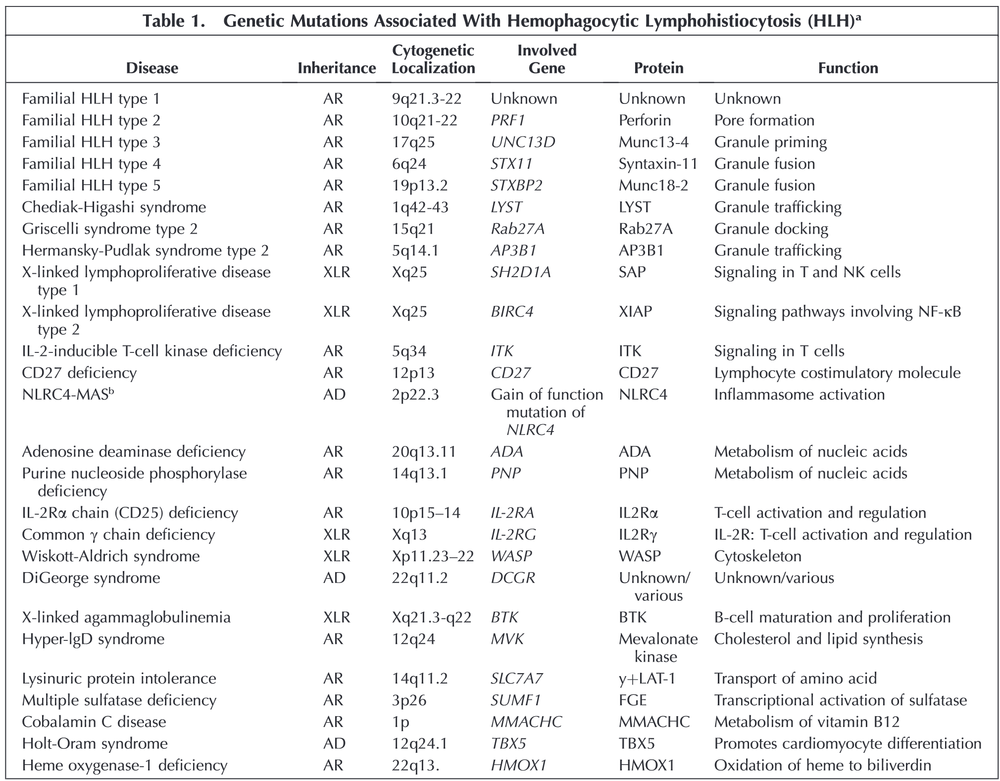 Table 1. Genetic Mutations Associated With Hemophagocytic Lymphohistiocytosis (HLH)ᵃ
Disease Inheritance Cytogenetic Localization Involved Gene Protein Function
Familial HLH type 1 AR 9q21.3-22 Unknown Unknown Unknown
Familial HLH type 2 AR 10q21-22 PRF1 Perforin Pore formation
Familial HLH type 3 AR 17q25 UNC13D Munc13-4 Granule priming
Familial HLH type 4 AR 6q24 STX11 Syntaxin-11 Granule fusion
Familial HLH type 5 AR 19p13.2 STXBP2 Munc18-2 Granule fusion
Chediak-Higashi syndrome AR 1q42-43 LYST LYST Granule trafficking
Griscelli syndrome type 2 AR 15q21 Rab27A Rab27A Granule docking
Hermansky-Pudlak syndrome type 2 AR 5q14.1 AP3B1 AP3B1 Granule trafficking
X-linked lymphoproliferative disease AR XLR Xq25 SH2D1A SAP Signaling in T and NK cells
type 1
X-linked lymphoproliferative disease XLR Xq25 BIRC4 XIAP Signaling pathways involving NF-κB
type 2
IL-2-inducible T-cell kinase deficiency AR 5q34 ITK ITK Signaling in T cells
CD27 deficiency AR 12p13 CD27 CD27 Lymphocyte costimulatory molecule
NLRC4-MASᵇ AD 2p22.3 Gain of function NLRC4 Inflammasome activation
mutation of
NLRC4
Adenosine deaminase deficiency AR 20q13.11 ADA ADA Metabolism of nucleic acids
Purine nucleoside phosphorylase AR 14q13.1 PNP PNP Metabolism of nucleic acids
deficiency
IL-2Rα chain (CD25) deficiency AR 10p15–14 IL-2RA IL2Rα T-cell activation and regulation
Common γ chain deficiency XLR Xq13 IL-2RG IL2Rγ IL-2R: T-cell activation and regulation
Wiskott-Aldrich syndrome XLR Xp11.23–22 WASP WASP Cytoskeleton
DiGeorge syndrome AD 22q11.2 DCGR Unknown/ Unknown/various
various
X-linked agammaglobulinemia XLR Xq21.3-q22 BTK BTK B-cell maturation and proliferation
Hyper-IgD syndrome AR 12q24 MVK Mevalonate Cholesterol and lipid synthesis
kinase
Lysinuric protein intolerance AR 14q11.2 SLC7A7 y+LAT-1 Transport of amino acid
Multiple sulfatase deficiency AR 3p26 SUMF1 FGE Transcriptional activation of sulfatase
Cobalamin C disease AR 1p MMACHC MMACHC Metabolism of vitamin B12
Holt-Oram syndrome AD 12q24.1 TBX5 TBX5 Promotes cardiomyocyte differentiation
Heme oxygenase-1 deficiency AR 22q13. HMOX1 HMOX1 Oxidation of heme to biliverdin